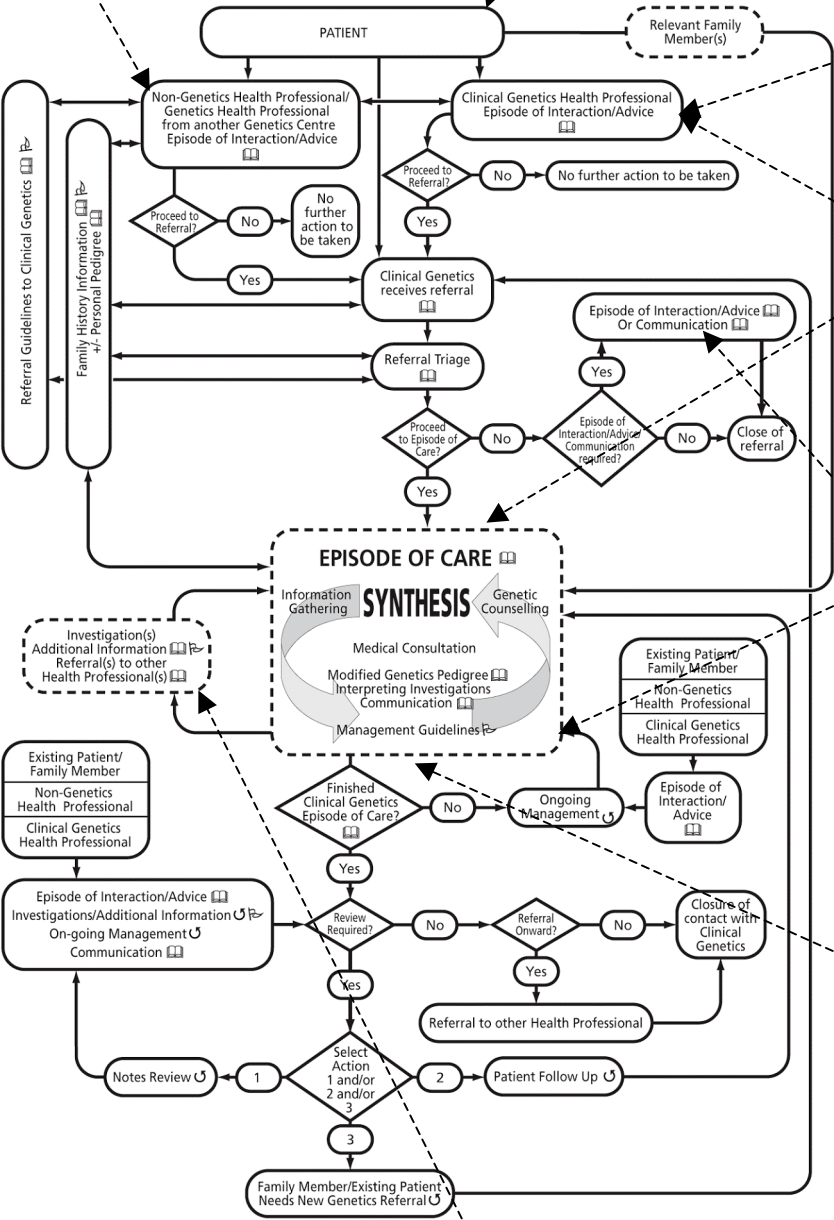 PATIENT
Relevant Family
Member(s)
Non-Genetics Health Professional/
Genetics Health Professional
from another Genetics Centre
Episode of Interaction/Advice
Clinical Genetics Health Professional
Episode of Interaction/Advice
Referral Guidelines to Clinical Genetics
Family History Information
+/- Personal Pedigree
Proceed to
Referral?
No
No further action to be taken
Yes
Proceed to
Referral?
No
No
further
action to
be taken
Yes
Clinical Genetics
receives referral
Episode of Interaction/Advice
Or Communication
Referral Triage
Yes
Proceed
to Episode of
Care?
No
Episode of
Interaction/Advice/
Communication
required?
No
Close of
referral
Yes
EPISODE OF CARE
Information
Gathering
SYNTHESIS
Genetic
Counselling
Medical Consultation
Modified Genetics Pedigree
Interpreting Investigations
Communication
Management Guidelines
Investigation(s)
Additional Information
Referral(s) to other
Health Professional(s)
Existing Patient/
Family Member
Non-Genetics
Health Professional
Clinical Genetics
Health Professional
Existing Patient/
Family Member
Non-Genetics
Health Professional
Clinical Genetics
Health Professional
Finished
Clinical Genetics
Episode of Care?
No
Ongoing
Management
Episode of
Interaction/
Advice
Yes
Episode of Interaction/Advice
Investigations/Additional Information
On-going Management
Communication
Review
Required?
No
Referral
Onward?
No
Closure of
contact with
Clinical
Genetics
Yes
Yes
Referral to other Health Professional
Select
Action
1 and/or
2 and/or
3
Notes Review
1
2
Patient Follow Up
3
Family Member/Existing Patient
Needs New Genetics Referral